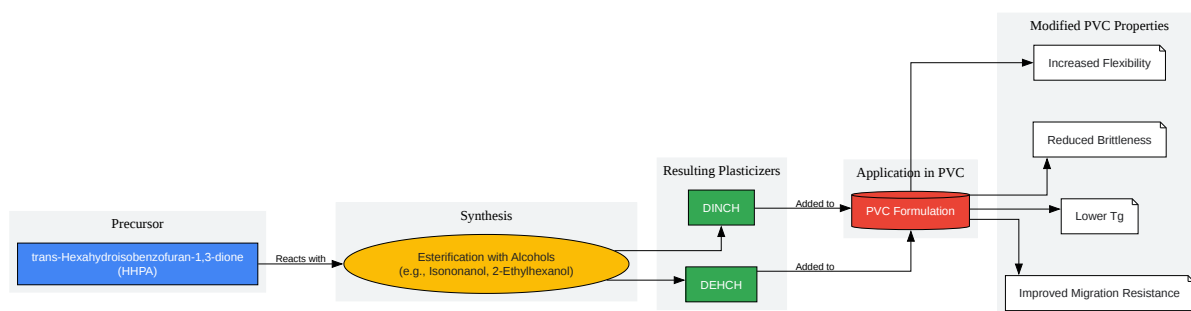 Precursor
trans-Hexahydroisobenzofuran-1,3-dione
(HHPA)
Reacts with
Synthesis
Esterification with Alcohols
(e.g., Isononanol, 2-Ethylhexanol)
Resulting Plasticizers
DINCH
DEHCH
Added to
Added to
Application in PVC
PVC Formulation
Modified PVC Properties
Increased Flexibility
Reduced Brittleness
Lower Tg
Improved Migration Resistance